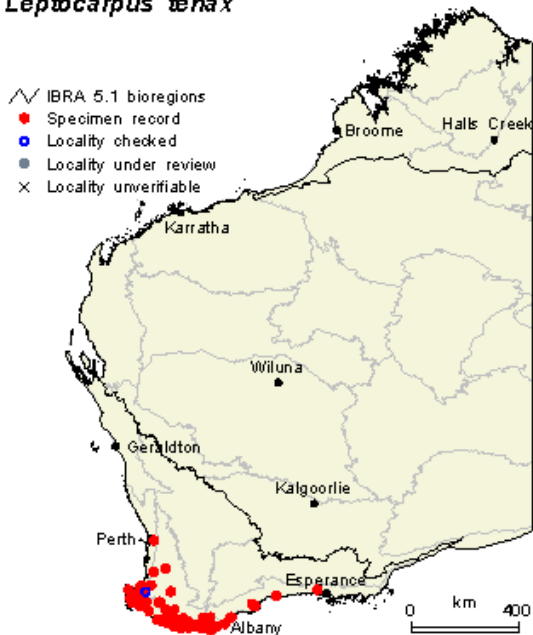 Leptocarpus tenax
IBRA 5.1 bioregions
Specimen record
Locality checked
Locality under review
Locality unverifiable
Broome
Halls Creek
Karratha
Wiluna
Geraldton
Kalgoorlie
Perth
Esperance
Albany
0 km 400